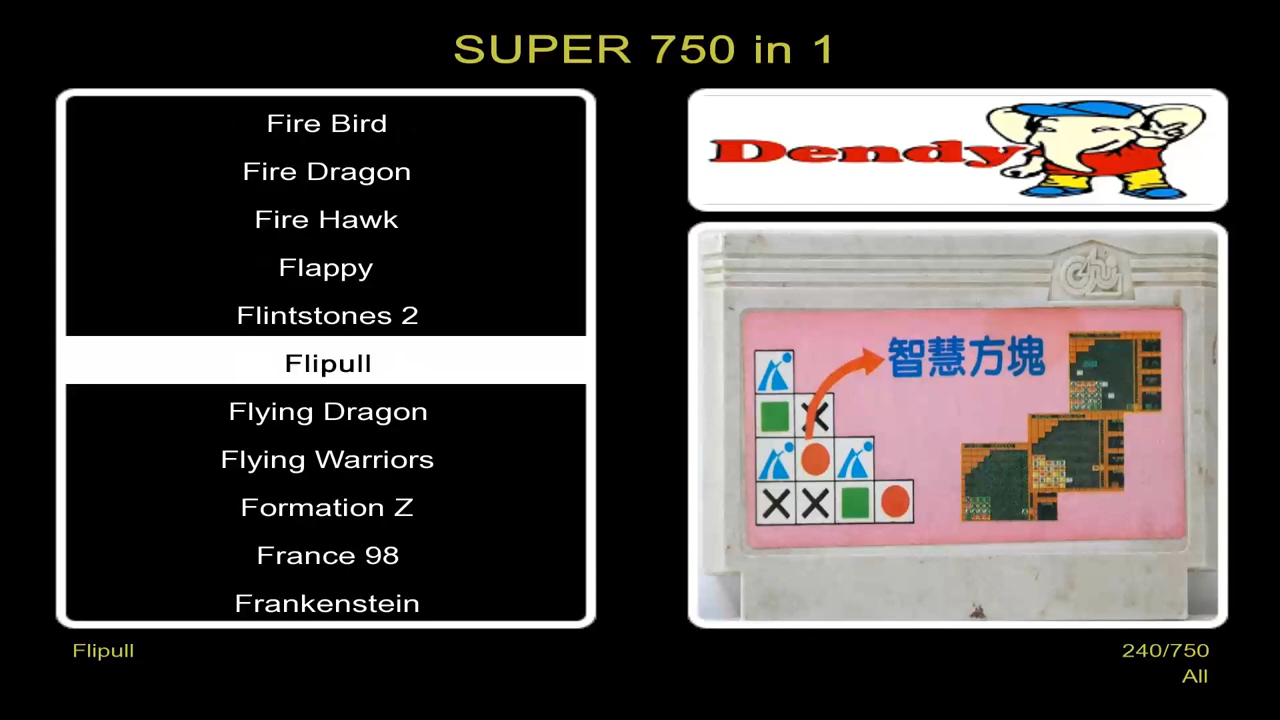 SUPER 750 in 1
Fire Bird
Fire Dragon
Fire Hawk
Flappy
Flintstones 2
Flipull
Flying Dragon
Flying Warriors
Formation Z
France 98
Frankenstein
Dendy
智慧方塊
Flipull
240/750
All